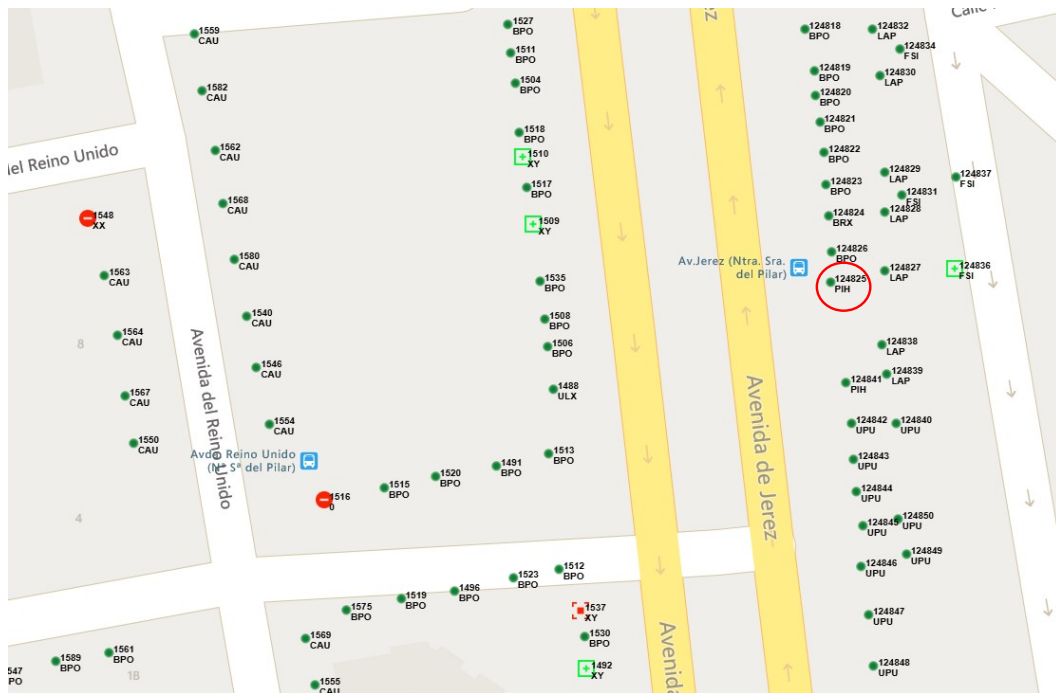 1559
CAU
1582
CAU
1562
CAU
1568
CAU
1580
CAU
1540
CAU
1546
CAU
1554
CAU
del Reino Unido
1548
XX
1563
CAU
1564
CAU
1567
CAU
1550
CAU
8
4
Avenida del Reino Unido
Avda Reino Unido
(N. Sª del Pilar)
1516
0
1515
BPO
1520
BPO
1491
BPO
1513
BPO
1527
BPO
1511
BPO
1504
BPO
1518
BPO
1510
XY
1517
BPO
1509
XY
1535
BPO
1508
BPO
1506
BPO
1488
ULX
1512
BPO
1523
BPO
1496
BPO
1519
BPO
1575
BPO
1569
CAU
1555
CAU
1561
BPO
1589
BPO
547
PO
1B
1537
XY
1530
BPO
1492
XY
Avenida
Avenida de Jerez
ez
Calle
Av.Jerez (Ntra. Sra.
del Pilar)
124818
BPO
124832
LAP
124834
FSI
124819
BPO
124830
LAP
124820
BPO
124821
BPO
124822
BPO
124829
LAP
124837
FSI
124823
BPO
124831
FSI
124824
BRX
124828
LAP
124826
BPO
124825
PIH
124827
LAP
124836
FSI
124838
LAP
124841
PIH
124839
LAP
124842
UPU
124840
UPU
124843
UPU
124844
UPU
124845
UPU
124850
UPU
124846
UPU
124849
UPU
124847
UPU
124848
UPU